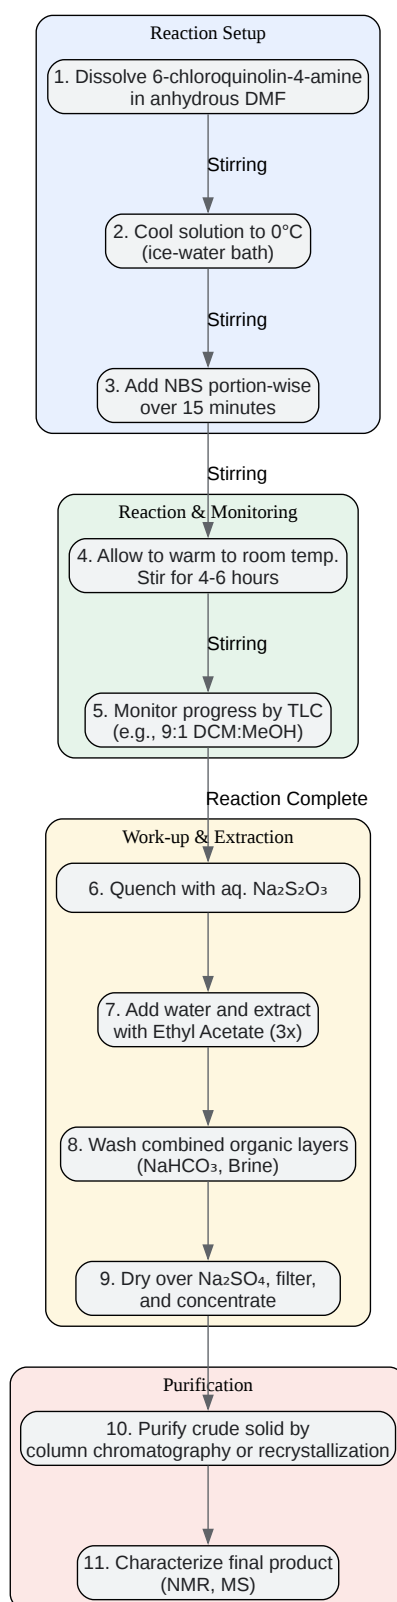 Reaction Setup
1. Dissolve 6-chloroquinolin-4-amine
in anhydrous DMF
Stirring
2. Cool solution to 0°C
(ice-water bath)
Stirring
3. Add NBS portion-wise
over 15 minutes
Stirring
Reaction & Monitoring
4. Allow to warm to room temp.
Stir for 4-6 hours
Stirring
5. Monitor progress by TLC
(e.g., 9:1 DCM:MeOH)
Reaction Complete
Work-up & Extraction
6. Quench with aq. Na₂S₂O₃
7. Add water and extract
with Ethyl Acetate (3x)
8. Wash combined organic layers
(NaHCO₃, Brine)
9. Dry over Na₂SO₄, filter,
and concentrate
Purification
10. Purify crude solid by
column chromatography or recrystallization
11. Characterize final product
(NMR, MS)